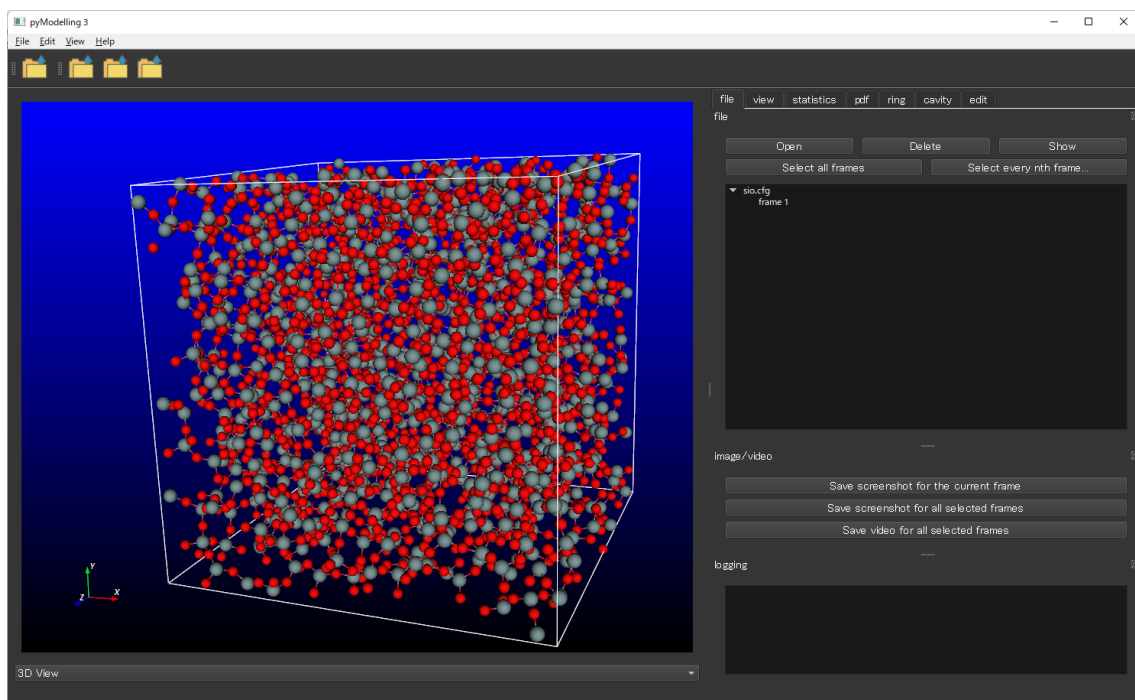 pyModelling 3
File Edit View Help
file view statistics pdf ring cavity edit
file
Open Delete Show
Select all frames Select every nth frame...
sio.cfg
frame 1
image/video
Save screenshot for the current frame
Save screenshot for all selected frames
Save video for all selected frames
logging
Y
Z X
3D View